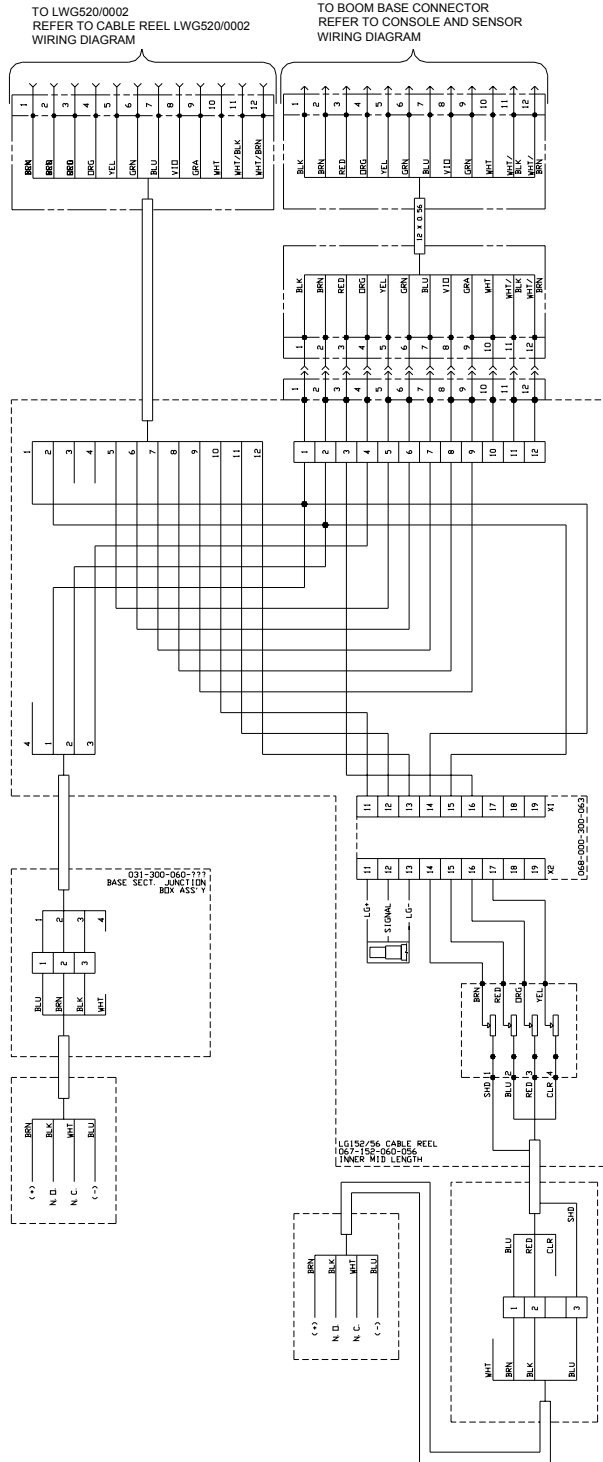 TO LWG520/0002
REFER TO CABLE REEL LWG520/0002
WIRING DIAGRAM
TO BOOM BASE CONNECTOR
REFER TO CONSOLE AND SENSOR
WIRING DIAGRAM
1 2 3 4 5 6 7 8 9 10 11 12
ORG YEL GRN BLU VIO GRA WHT WHT/BLK WHT/BRN
1 2 3 4 5 6 7 8 9 10 11 12
BLK BRN RED ORG YEL GRN BLU VIO GRN WHT WHT/BLK WHT/BRN
12 X 0.56
BLK BRN RED ORG YEL GRN BLU VIO GRA WHT WHT/BLK WHT/BRN
1 2 3 4 5 6 7 8 9 10 11 12
1 2 3 4 5 6 7 8 9 10 11 12
1 2 3 4 5 6 7 8 9 10 11 12
1 2 3 4 5 6 7 8 9 10 11 12
4 1 2 3
11 12 13 14 15 16 17 18 19 X1
068-000-300-063
11 12 13 14 15 16 17 18 19 X2
LG+ SIGNAL LG-
031-300-060-???
BASE SECT. JUNCTION
BOX ASS'Y
1 2 3 4
1 2 3
BLU BRN BLK WHT
BRN BLK WHT BLU
(+) N.O. N.C. (-)
BRN RED ORG YEL
SHD 1 BLU 2 RED 3 CLR 4
LG152/56 CABLE REEL
067-152-060-056
INNER MID LENGTH
BRN BLK WHT BLU
(+) N.O. N.C. (-)
BLU RED CLR SHD
1 2 3
WHT BRN BLK BLU